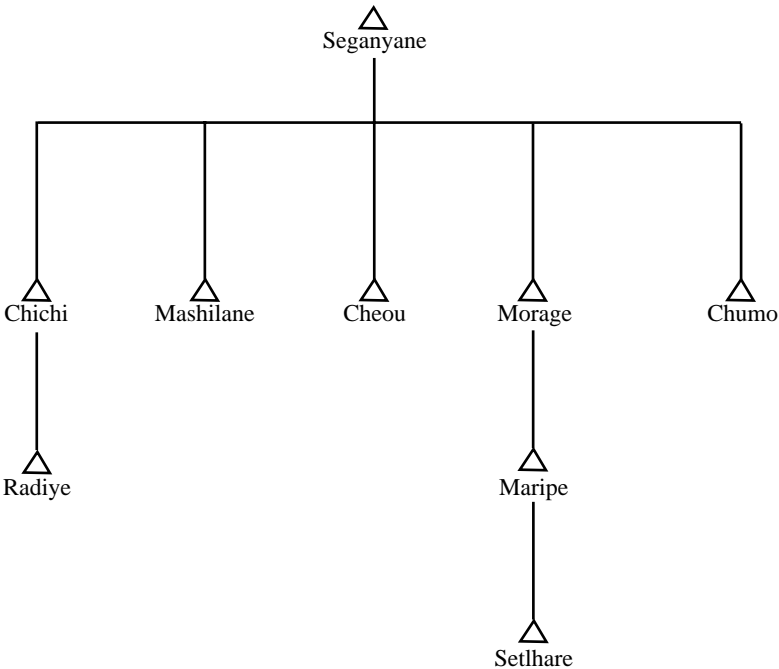 Seganyane
Chichi
Mashilane
Cheou
Morage
Chumo
Radiye
Maripe
Setlhare